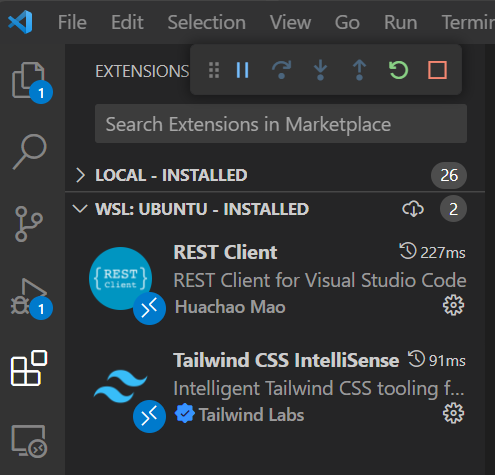 File Edit Selection View Go Run Termin
EXTENSIONS
1
Search Extensions in Marketplace
LOCAL - INSTALLED 26
WSL: UBUNTU - INSTALLED 2
REST Client 227ms
{REST}
Client
REST Client for Visual Studio Code
Huachao Mao
1
Tailwind CSS IntelliSense 91ms
Intelligent Tailwind CSS tooling f...
Tailwind Labs